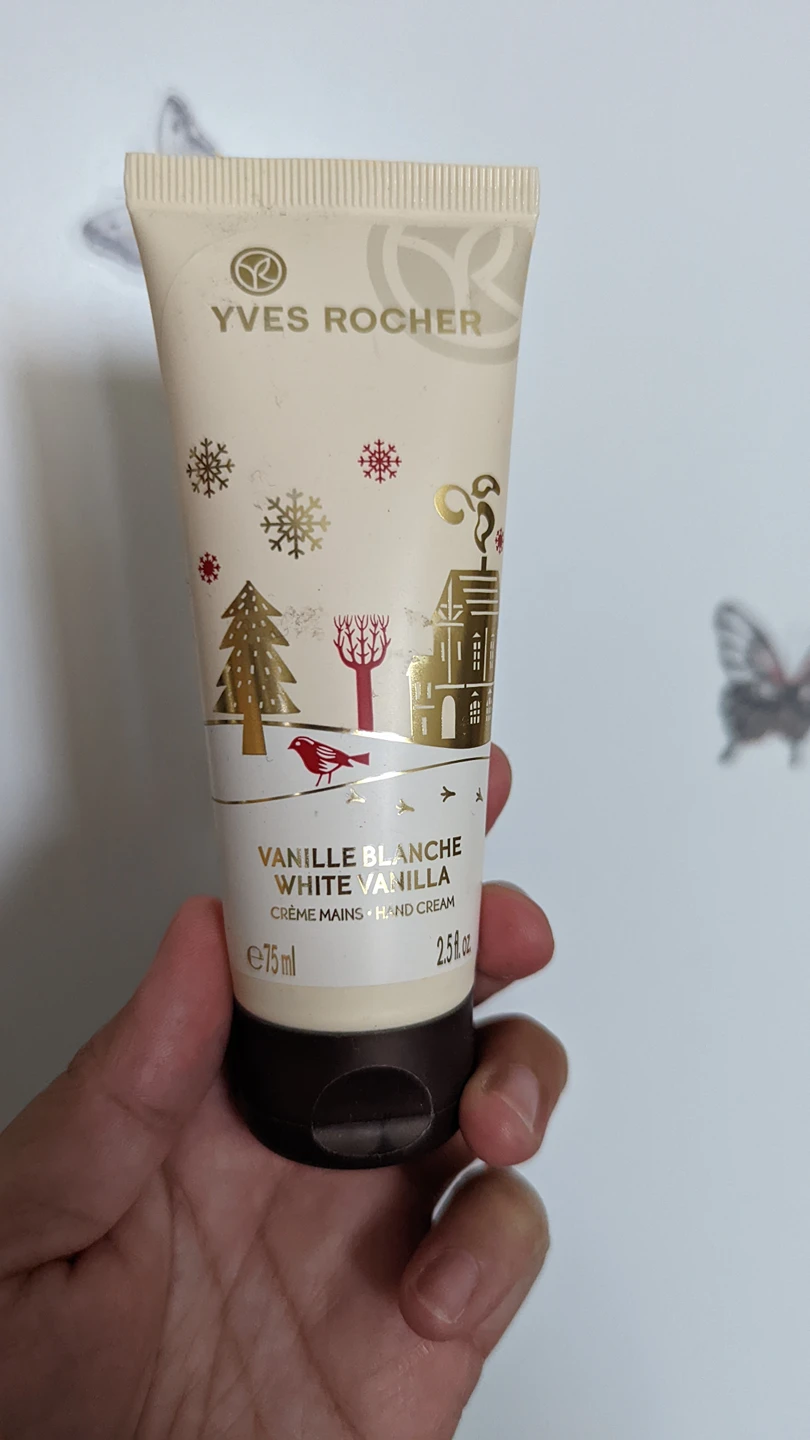 YVES ROCHER
VANILLE BLANCHE
WHITE VANILLA
CRÈME MAINS • HAND CREAM
℮75 ml 2.5 fl. oz.